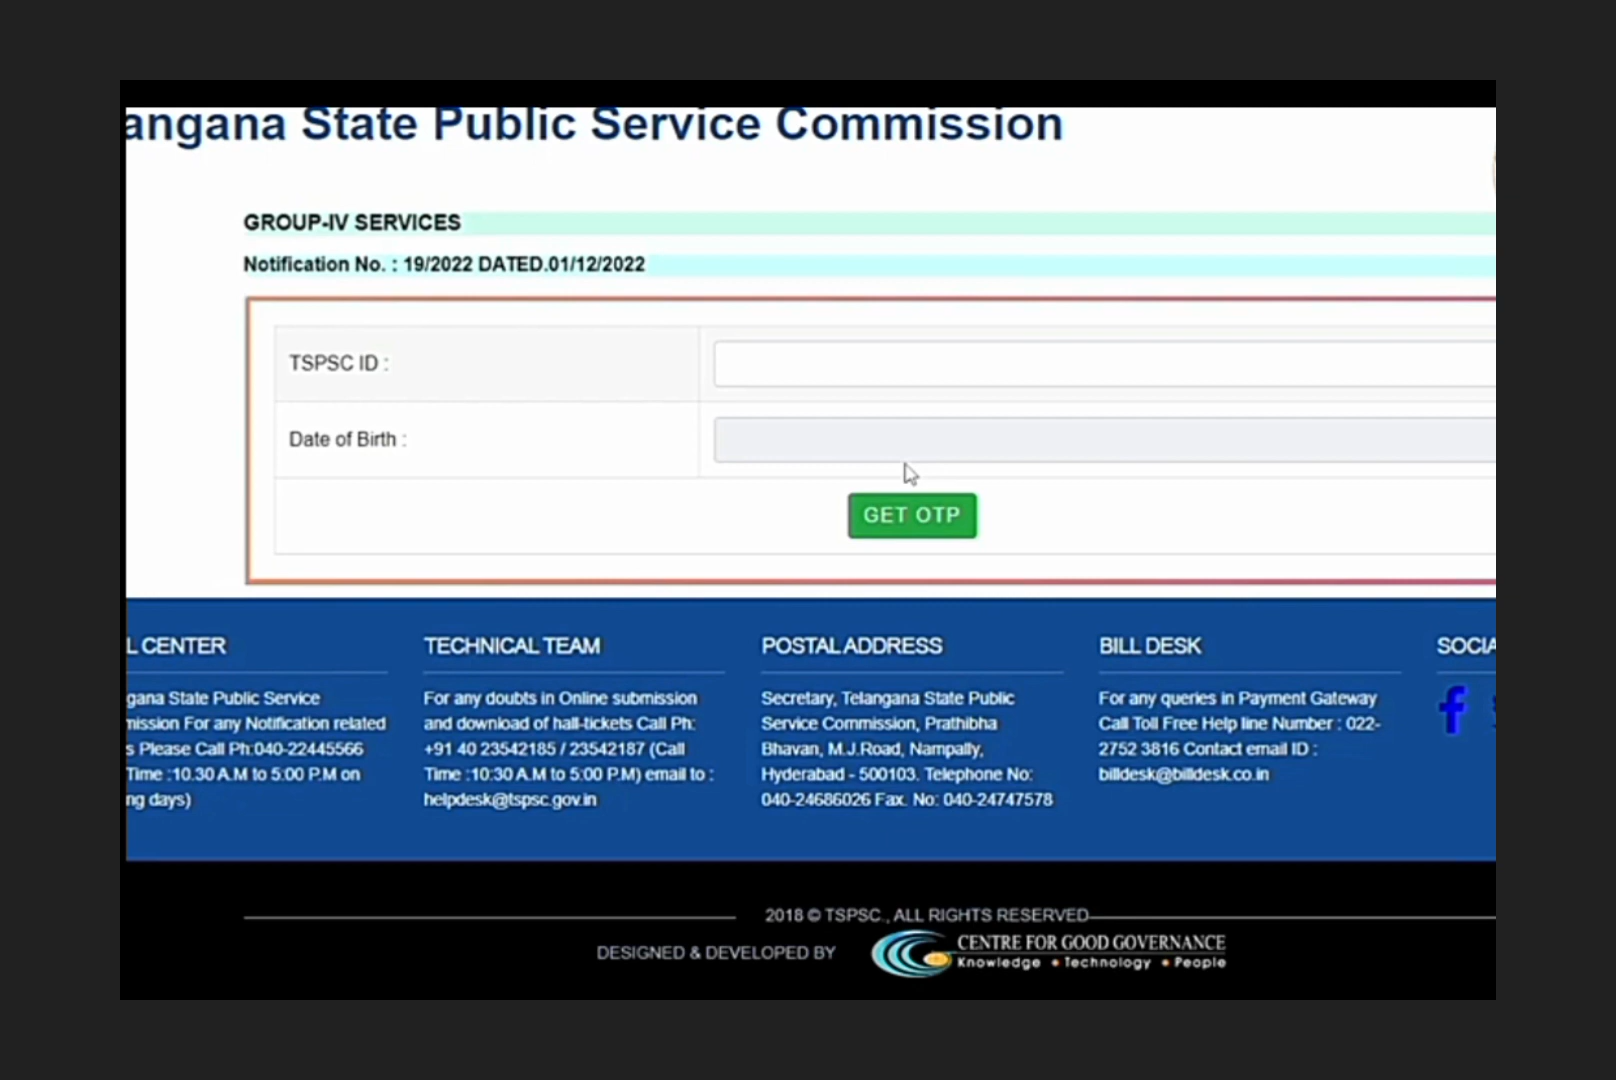 angana State Public Service Commission
GROUP-IV SERVICES
Notification No. : 19/2022 DATED.01/12/2022
TSPSC ID :
Date of Birth :
GET OTP
L CENTER
gana State Public Service
mission For any Notification related
s Please Call Ph:040-22445566
Time :10.30 A.M to 5:00 P.M on
ng days)
TECHNICAL TEAM
For any doubts in Online submission
and download of hall-tickets Call Ph:
+91 40 23542185 / 23542187 (Call
Time :10:30 A.M to 5:00 P.M) email to :
helpdesk@tspsc.gov.in
POSTAL ADDRESS
Secretary, Telangana State Public
Service Commission, Prathibha
Bhavan, M.J.Road, Nampally,
Hyderabad - 500103. Telephone No:
040-24686026 Fax. No: 040-24747578
BILL DESK
For any queries in Payment Gateway
Call Toll Free Help line Number : 022-
2752 3816 Contact email ID :
billdesk@billdesk.co.in
SOCIA
2018 © TSPSC., ALL RIGHTS RESERVED
DESIGNED & DEVELOPED BY
CENTRE FOR GOOD GOVERNANCE
Knowledge • Technology • People